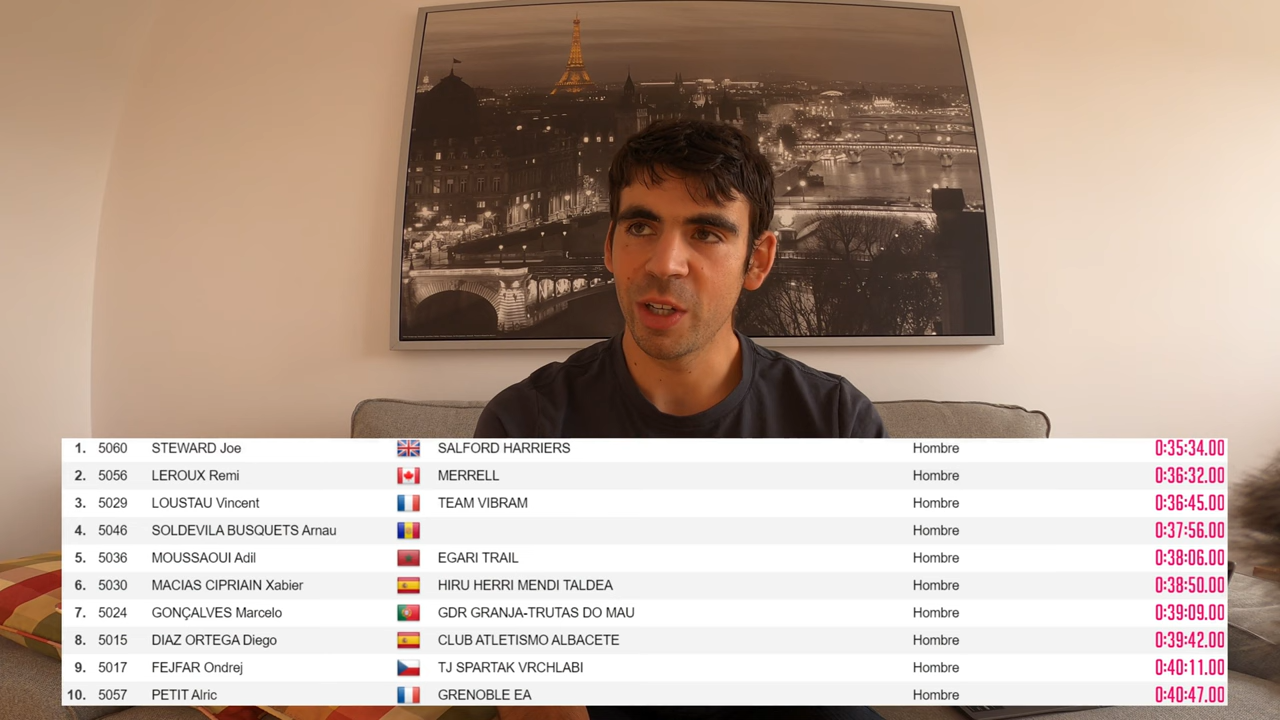 1. 5060 STEWARD Joe SALFORD HARRIERS Hombre 0:35:34.00
2. 5056 LEROUX Remi MERRELL Hombre 0:36:32.00
3. 5029 LOUSTAU Vincent TEAM VIBRAM Hombre 0:36:45.00
4. 5046 SOLDEVILA BUSQUETS Arnau Hombre 0:37:56.00
5. 5036 MOUSSAOUI Adil EGARI TRAIL Hombre 0:38:06.00
6. 5030 MACIAS CIPRIAIN Xabier HIRU HERRI MENDI TALDEA Hombre 0:38:50.00
7. 5024 GONÇALVES Marcelo GDR GRANJA-TRUTAS DO MAU Hombre 0:39:09.00
8. 5015 DIAZ ORTEGA Diego CLUB ATLETISMO ALBACETE Hombre 0:39:42.00
9. 5017 FEJFAR Ondrej TJ SPARTAK VRCHLABI Hombre 0:40:11.00
10. 5057 PETIT Alric GRENOBLE EA Hombre 0:40:47.00